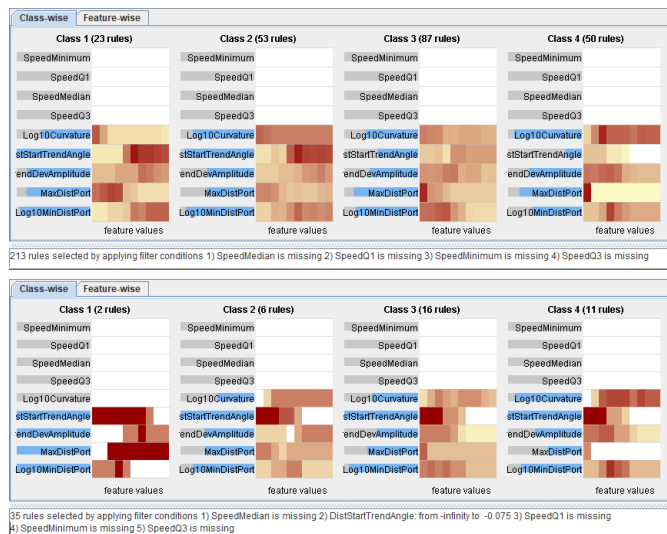 Class-wise Feature-wise
Class 1 (23 rules) Class 2 (53 rules) Class 3 (87 rules) Class 4 (50 rules)
SpeedMinimum SpeedMinimum SpeedMinimum SpeedMinimum
SpeedQ1 SpeedQ1 SpeedQ1 SpeedQ1
SpeedMedian SpeedMedian SpeedMedian SpeedMedian
SpeedQ3 SpeedQ3 SpeedQ3 SpeedQ3
Log10Curvature Log10Curvature Log10Curvature Log10Curvature
stStartTrendAngle stStartTrendAngle stStartTrendAngle stStartTrendAngle
endDevAmplitude endDevAmplitude endDevAmplitude endDevAmplitude
MaxDistPort MaxDistPort MaxDistPort MaxDistPort
Log10MinDistPort Log10MinDistPort Log10MinDistPort Log10MinDistPort
feature values feature values feature values feature values
213 rules selected by applying filter conditions 1) SpeedMedian is missing 2) SpeedQ1 is missing 3) SpeedMinimum is missing 4) SpeedQ3 is missing
Class-wise Feature-wise
Class 1 (2 rules) Class 2 (6 rules) Class 3 (16 rules) Class 4 (11 rules)
SpeedMinimum SpeedMinimum SpeedMinimum SpeedMinimum
SpeedQ1 SpeedQ1 SpeedQ1 SpeedQ1
SpeedMedian SpeedMedian SpeedMedian SpeedMedian
SpeedQ3 SpeedQ3 SpeedQ3 SpeedQ3
Log10Curvature Log10Curvature Log10Curvature Log10Curvature
stStartTrendAngle stStartTrendAngle stStartTrendAngle stStartTrendAngle
endDevAmplitude endDevAmplitude endDevAmplitude endDevAmplitude
MaxDistPort MaxDistPort MaxDistPort MaxDistPort
Log10MinDistPort Log10MinDistPort Log10MinDistPort Log10MinDistPort
feature values feature values feature values feature values
35 rules selected by applying filter conditions 1) SpeedMedian is missing 2) DistStartTrendAngle: from -infinity to -0.075 3) SpeedQ1 is missing
4) SpeedMinimum is missing 5) SpeedQ3 is missing